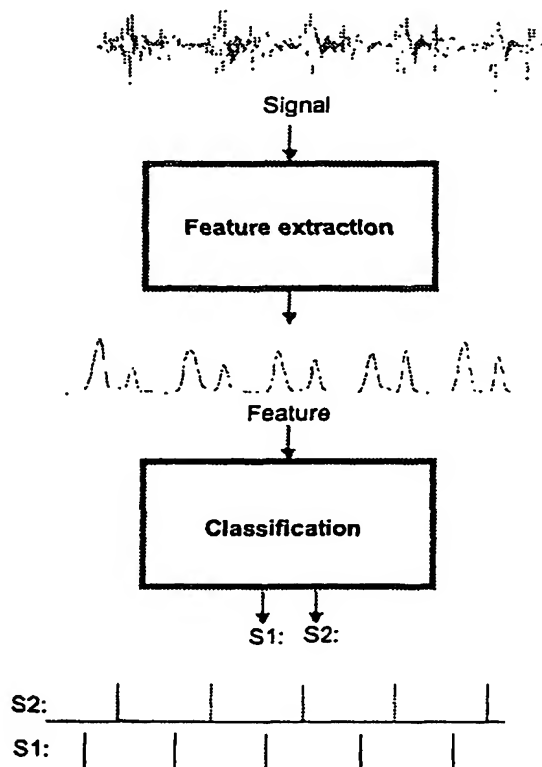 Signal
Feature extraction
Feature
Classification
S1: S2:
S2:
S1: